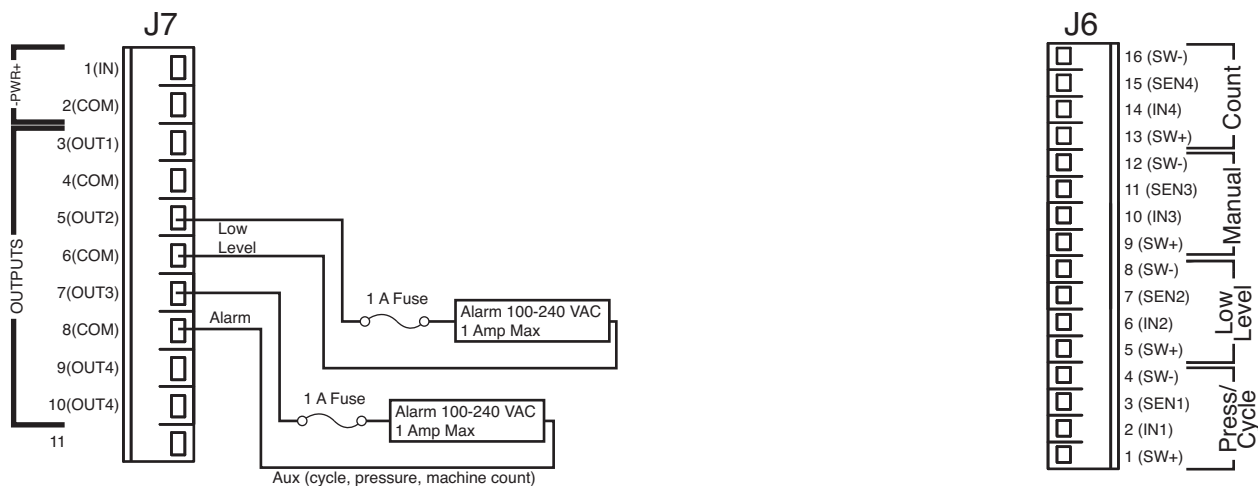 J7
-PWR+
1(IN)
2(COM)
OUTPUTS
3(OUT1)
4(COM)
5(OUT2)
6(COM)
7(OUT3)
8(COM)
9(OUT4)
10(OUT4)
11
Low
Level
1 A Fuse
Alarm 100-240 VAC
1 Amp Max
Alarm
1 A Fuse
Alarm 100-240 VAC
1 Amp Max
Aux (cycle, pressure, machine count)
J6
16 (SW-)
15 (SEN4)
14 (IN4)
13 (SW+)
Count
12 (SW-)
11 (SEN3)
10 (IN3)
9 (SW+)
Manual
8 (SW-)
7 (SEN2)
6 (IN2)
5 (SW+)
Low
Level
4 (SW-)
3 (SEN1)
2 (IN1)
1 (SW+)
Press/
Cycle